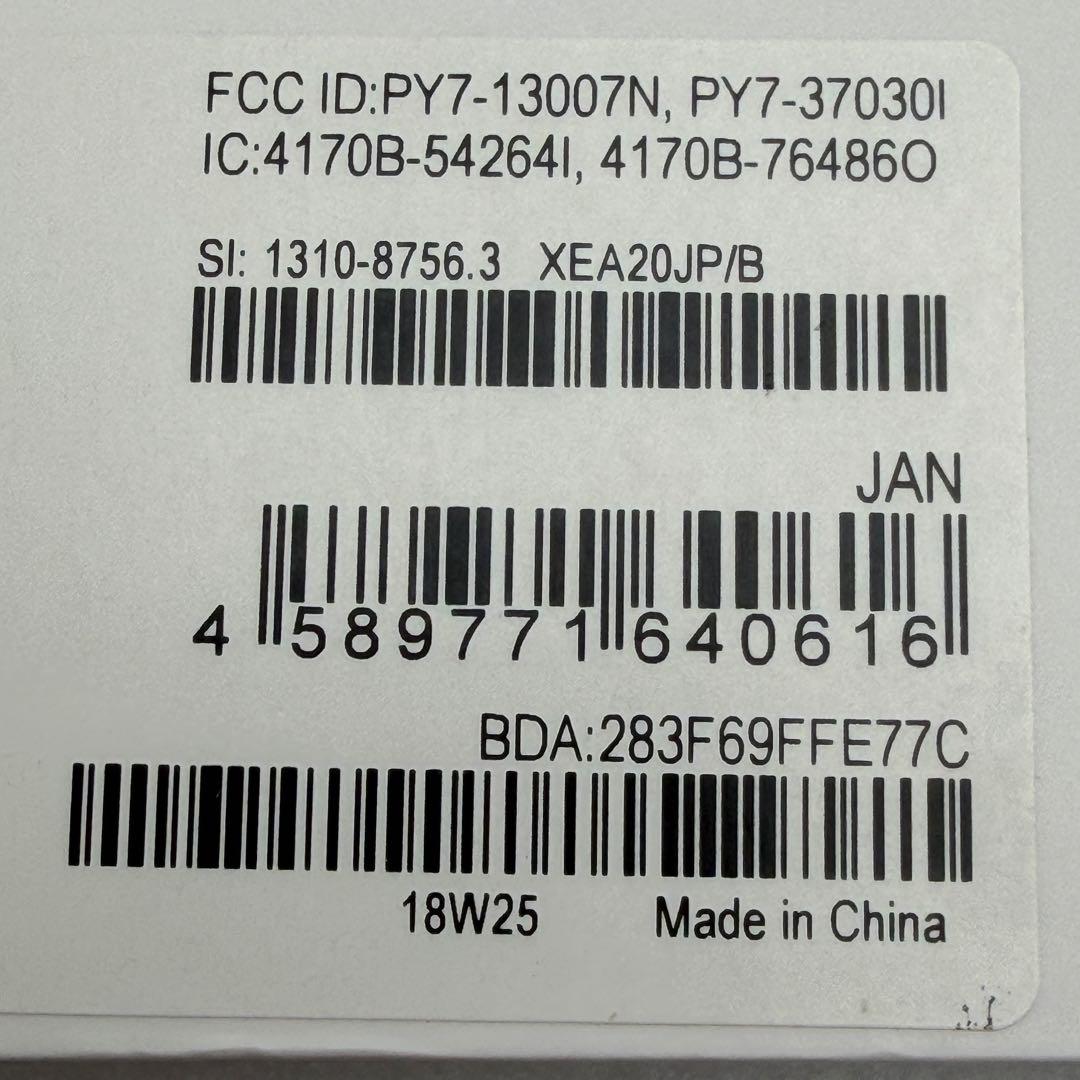 FCC ID:PY7-13007N, PY7-37030I
IC:4170B-54264I, 4170B-76486O
SI: 1310-8756.3 XEA20JP/B
JAN
4 589771 640616
BDA:283F69FFE77C
18W25 Made in China